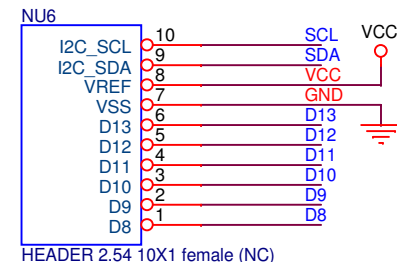 NU6
I2C_SCL 10 SCL VCC
I2C_SDA 9 SDA
VREF 8 VCC
VSS 7 GND
D13 6 D13
D12 5 D12
D11 4 D11
D10 3 D10
D9 2 D9
D8 1 D8
HEADER 2.54 10X1 female (NC)